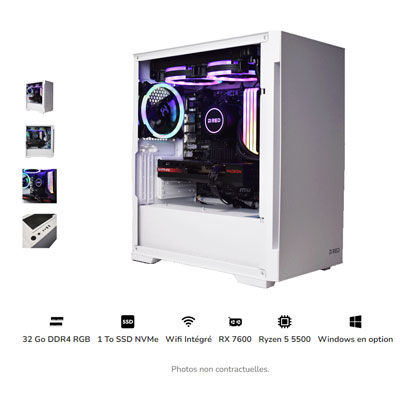 D:RED
D:RED
SSD
32 Go DDR4 RGB
1 To SSD NVMe
Wifi Intégré
RX 7600
Ryzen 5 5500
Windows en option
Photos non contractuelles.